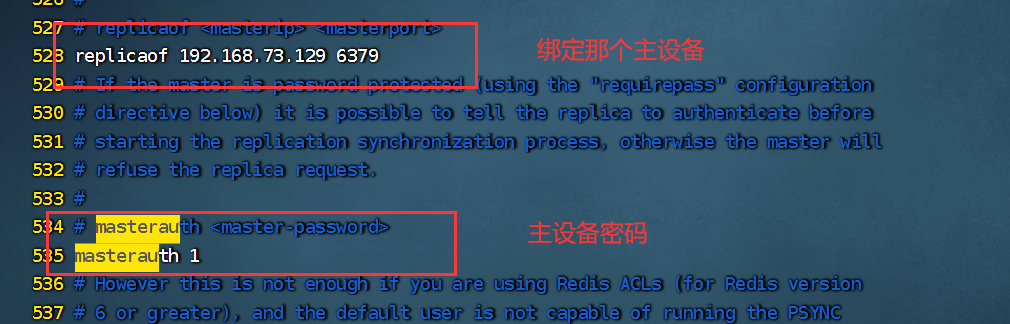 526 #
527 # replicaof <masterip> <masterport>
528 replicaof 192.168.73.129 6379
绑定那个主设备
529 # If the master is password protected (using the "requirepass" configuration
530 # directive below) it is possible to tell the replica to authenticate before
531 # starting the replication synchronization process, otherwise the master will
532 # refuse the replica request.
533 #
534 # masterauth <master-password>
主设备密码
535 masterauth 1
536 # However this is not enough if you are using Redis ACLs (for Redis version
537 # 6 or greater), and the default user is not capable of running the PSYNC